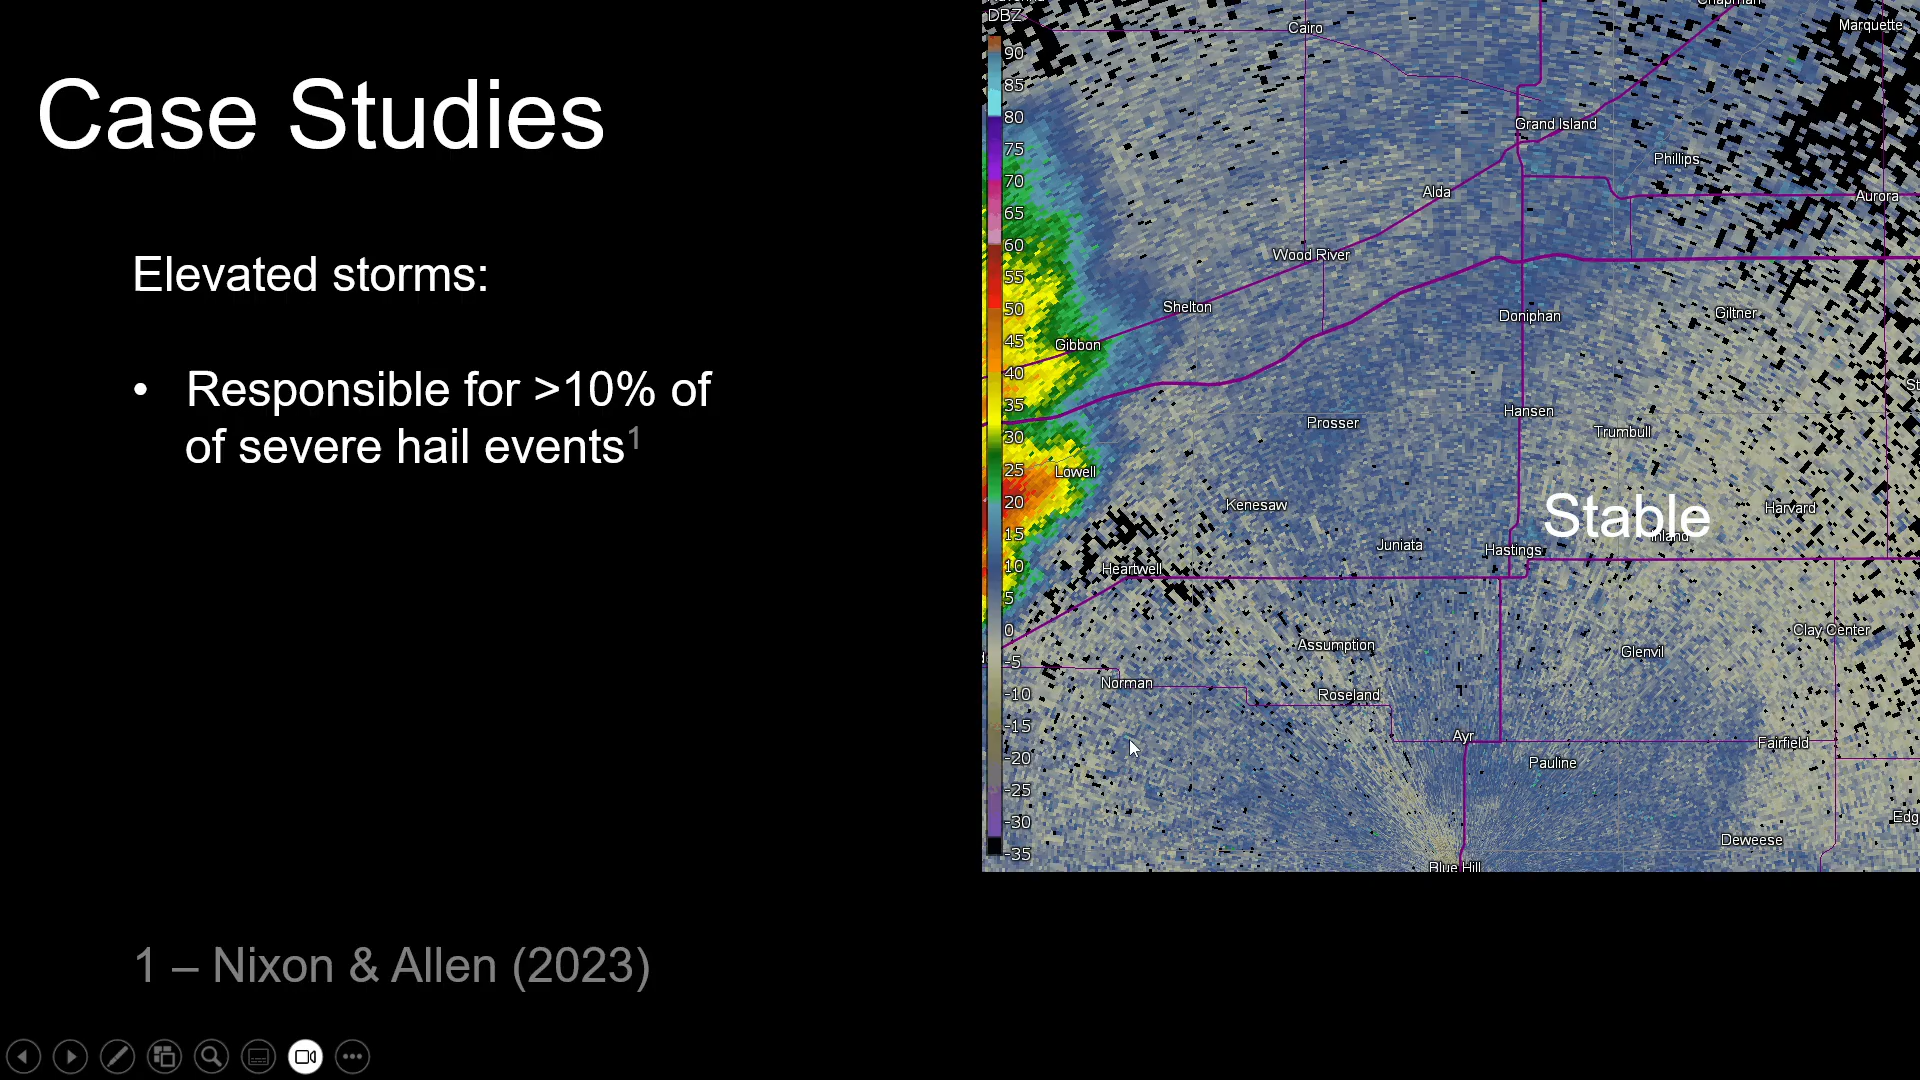 Case Studies
Elevated storms:
• Responsible for >10% of
of severe hail events1
1 – Nixon & Allen (2023)
DBZ
90
85
80
75
70
65
60
55
50
45
40
35
30
25
20
15
10
5
0
-5
-10
-15
-20
-25
-30
-35
Cairo
Marquette
Grand Island
Phillips
Alda
Aurora
Wood River
Shelton
Doniphan
Giltner
Gibbon
Hansen
Prosser
Trumbull
Lowell
Kenesaw
Stable
Harvard
Inland
Juniata
Hastings
Heartwell
Clay Center
Assumption
Glenvil
Norman
Roseland
Ayr
Fairfield
Pauline
Deweese
Blue Hill